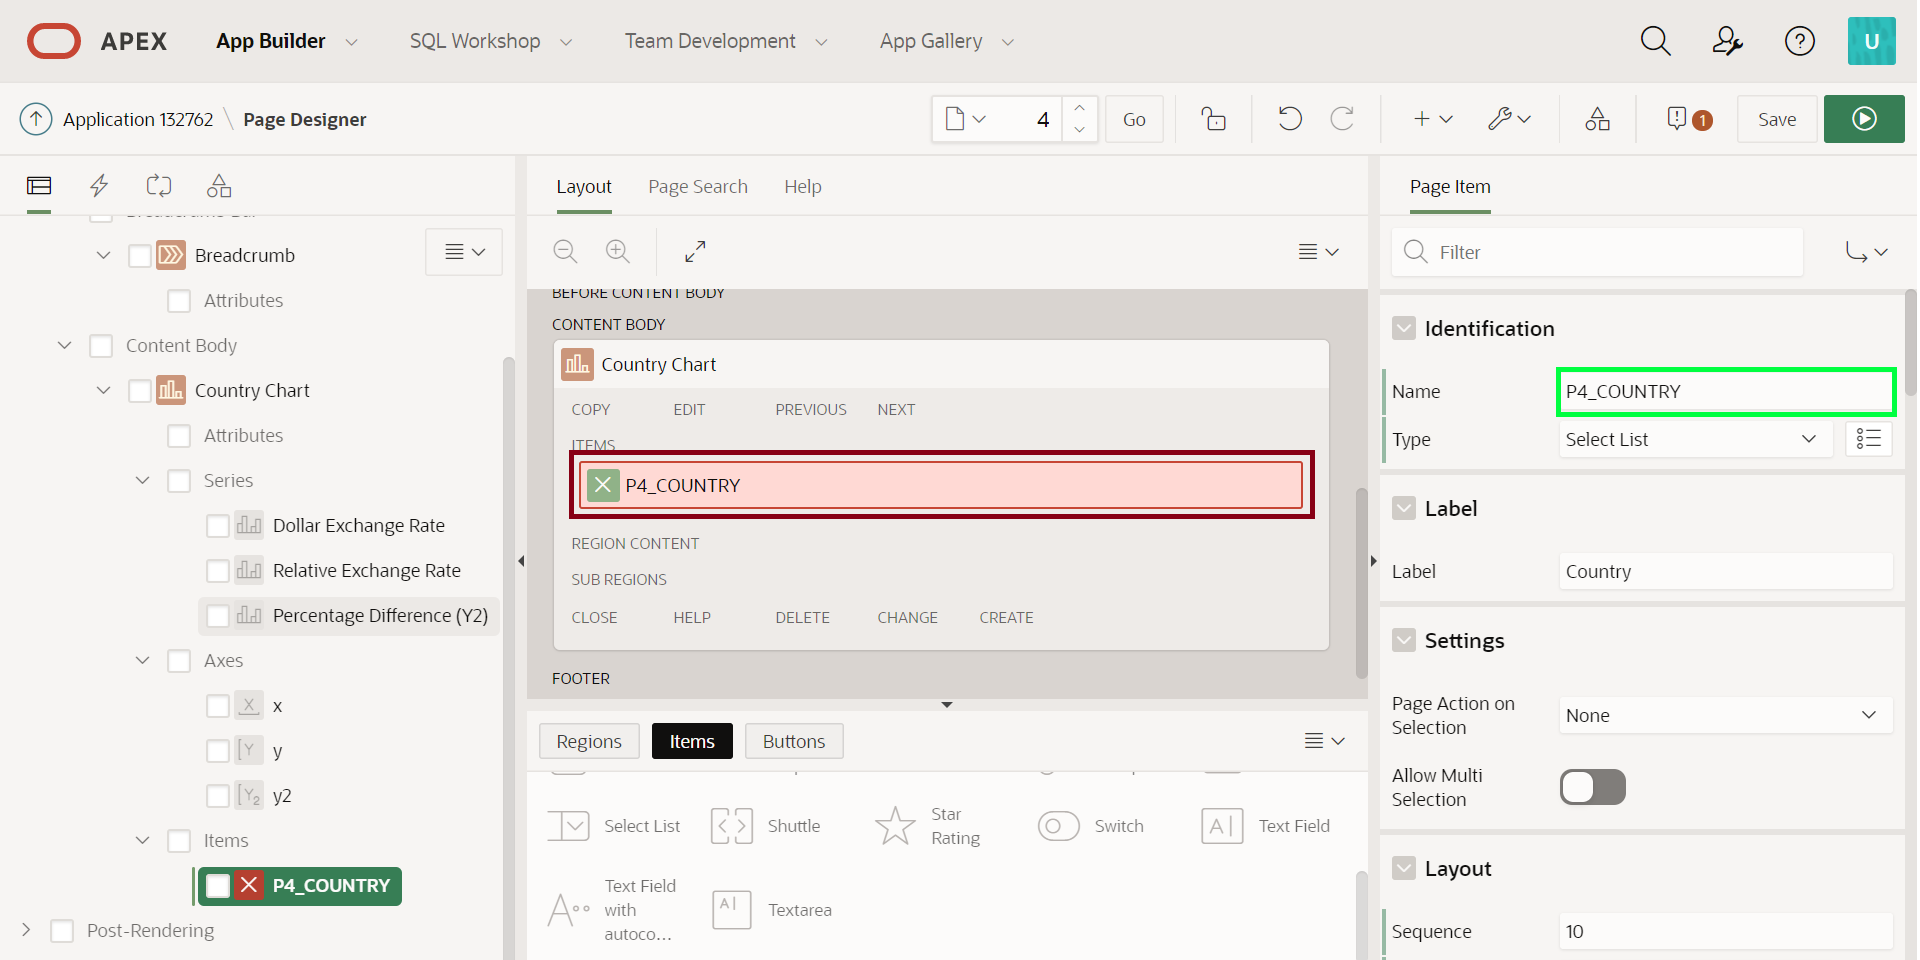 APEX
App Builder
SQL Workshop
Team Development
App Gallery
U
Application 132762 \ Page Designer
4
Go
1
Save
Breadcrumb
Attributes
Content Body
Country Chart
Attributes
Series
Dollar Exchange Rate
Relative Exchange Rate
Percentage Difference (Y2)
Axes
X
x
Y
y
Y2
y2
Items
P4_COUNTRY
Post-Rendering
Layout
Page Search
Help
BEFORE CONTENT BODY
CONTENT BODY
Country Chart
COPY
EDIT
PREVIOUS
NEXT
ITEMS
P4_COUNTRY
REGION CONTENT
SUB REGIONS
CLOSE
HELP
DELETE
CHANGE
CREATE
FOOTER
Regions
Items
Buttons
Select List
Shuttle
Star
Rating
Switch
Text Field
Text Field
with
autoco...
Textarea
Page Item
Filter
Identification
Name
P4_COUNTRY
Type
Select List
Label
Label
Country
Settings
Page Action on
Selection
None
Allow Multi
Selection
Layout
Sequence
10